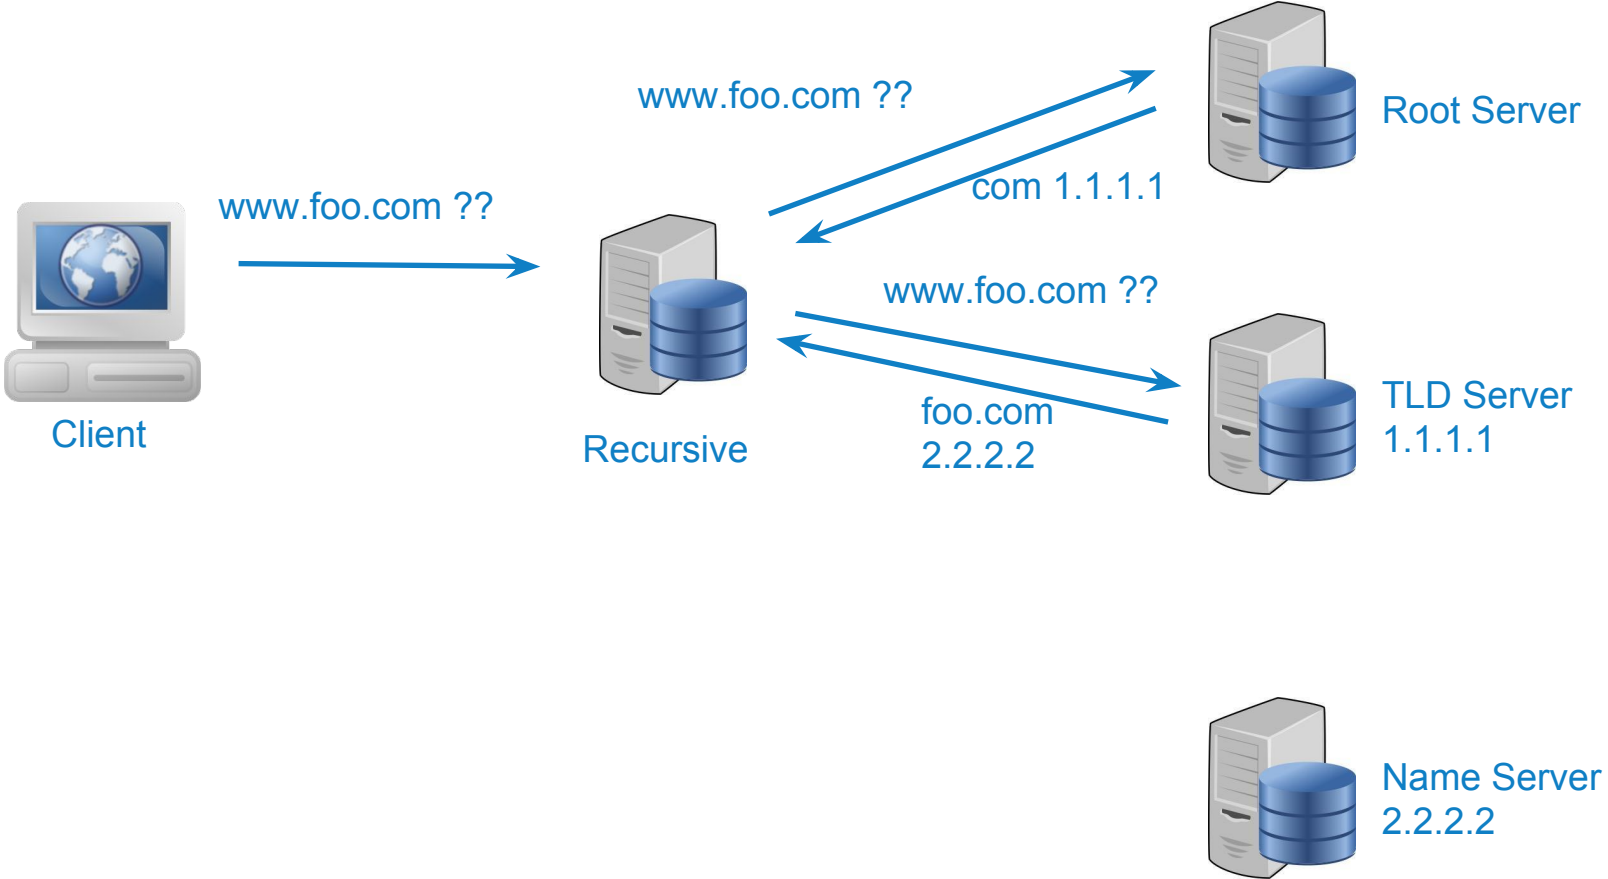 www.foo.com ??
Root Server
com 1.1.1.1
www.foo.com ??
www.foo.com ??
foo.com
2.2.2.2
TLD Server
1.1.1.1
Client
Recursive
Name Server
2.2.2.2